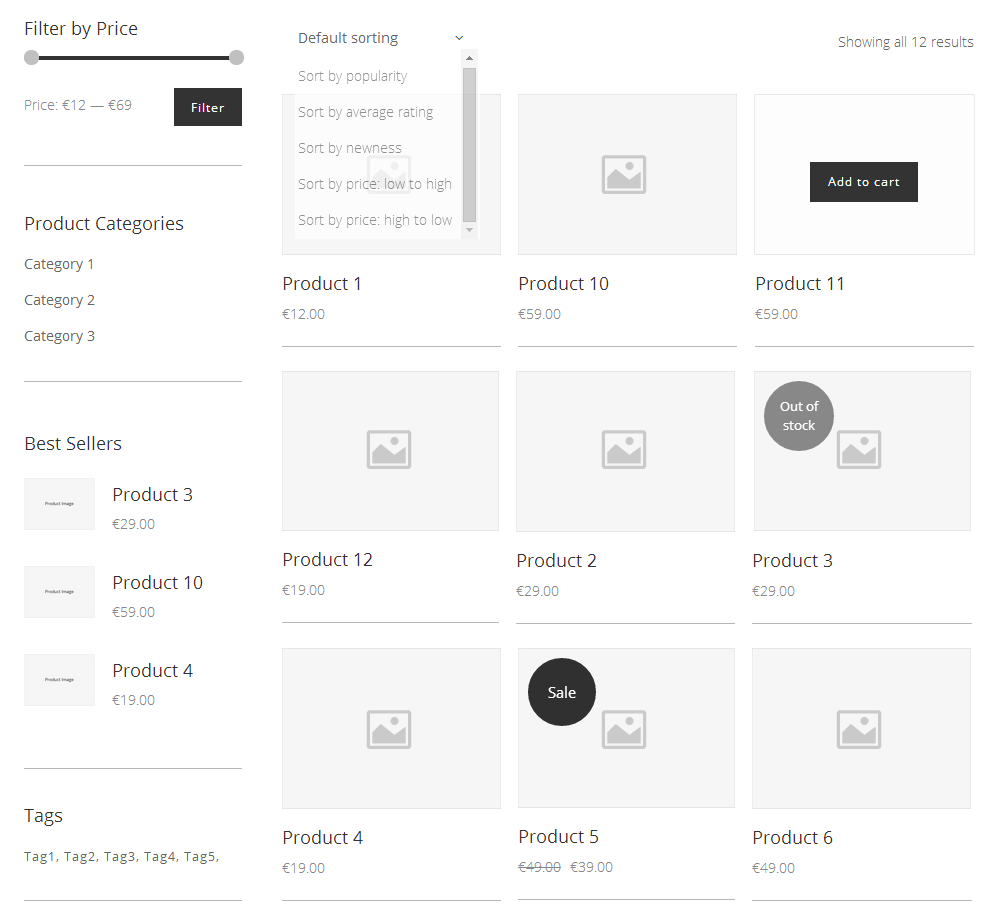 Filter by Price
Price: €12 — €69
Filter
Product Categories
Category 1
Category 2
Category 3
Best Sellers
Product Image
Product 3
€29.00
Product Image
Product 10
€59.00
Product Image
Product 4
€19.00
Tags
Tag1, Tag2, Tag3, Tag4, Tag5,
Default sorting
Sort by popularity
Sort by average rating
Sort by newness
Sort by price: low to high
Sort by price: high to low
Showing all 12 results
Product 1
€12.00
Product 10
€59.00
Add to cart
Product 11
€59.00
Product 12
€19.00
Product 2
€29.00
Out of
stock
Product 3
€29.00
Product 4
€19.00
Sale
Product 5
€49.00 €39.00
Product 6
€49.00